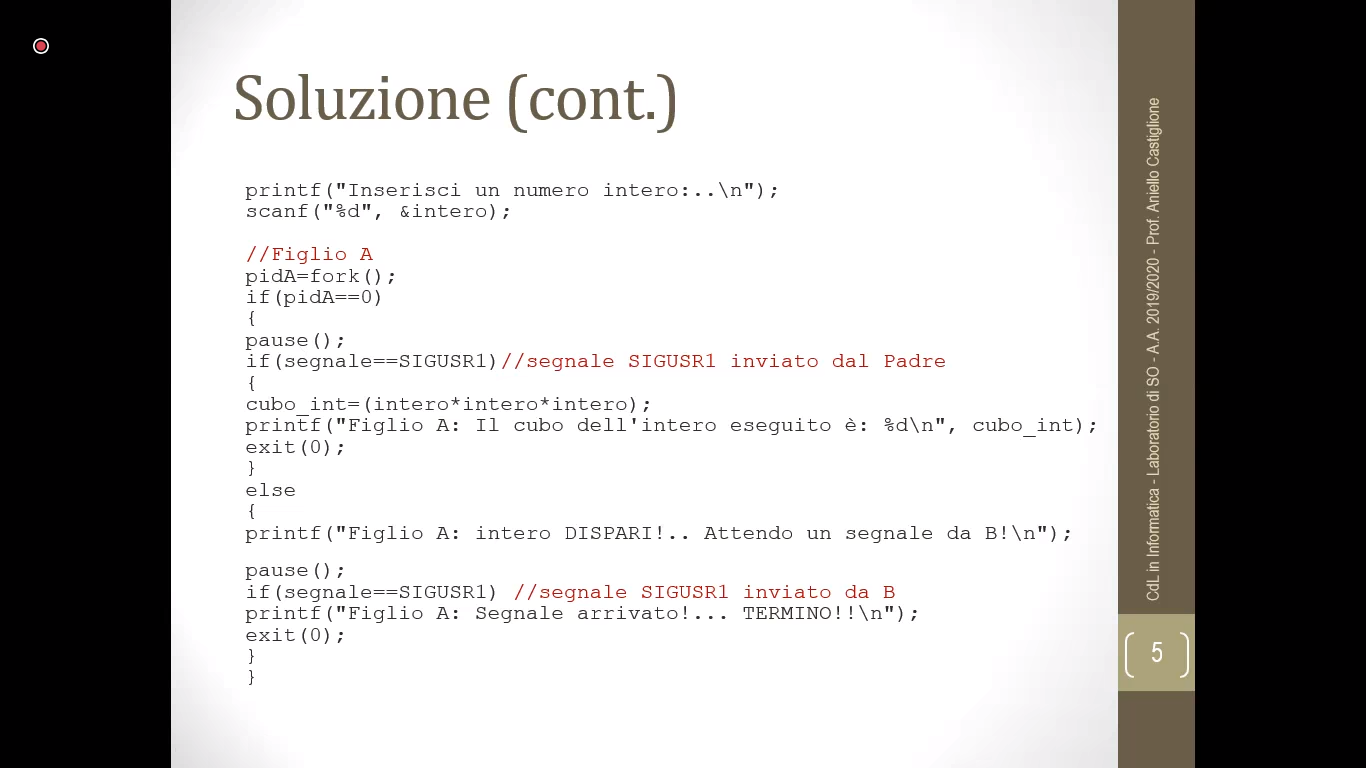 Soluzione (cont.)
printf("Inserisci un numero intero:..\n");
scanf("%d", &intero);
//Figlio A
pidA=fork();
if(pidA==0)
{
pause();
if(segnale==SIGUSR1)//segnale SIGUSR1 inviato dal Padre
{
cubo_int=(intero*intero*intero);
printf("Figlio A: Il cubo dell'intero eseguito è: %d\n", cubo_int);
exit(0);
}
else
{
printf("Figlio A: intero DISPARI!.. Attendo un segnale da B!\n");
pause();
if(segnale==SIGUSR1) //segnale SIGUSR1 inviato da B
printf("Figlio A: Segnale arrivato!... TERMINO!!\n");
exit(0);
}
}
CdL in Informatica - Laboratorio di SO - A.A. 2019/2020 - Prof. Aniello Castiglione
5